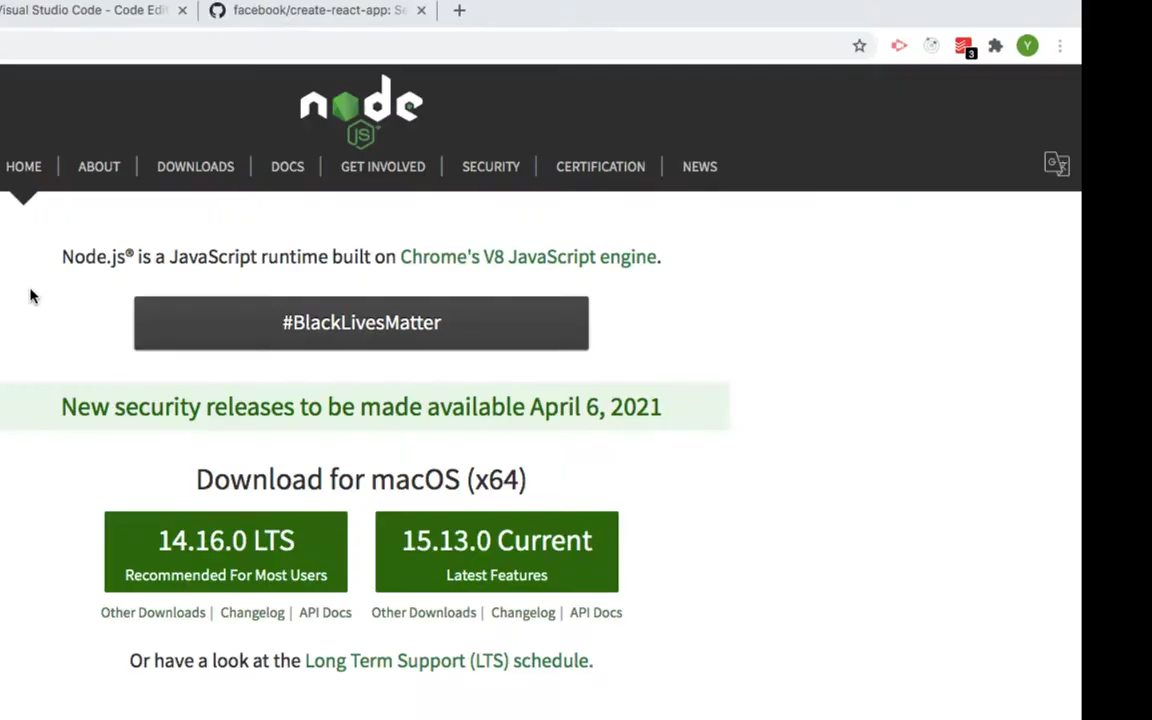 Visual Studio Code - Code Edi
facebook/create-react-app: Se
3
Y
node
JS
HOME | ABOUT | DOWNLOADS | DOCS | GET INVOLVED | SECURITY | CERTIFICATION | NEWS
Node.js® is a JavaScript runtime built on Chrome's V8 JavaScript engine.
#BlackLivesMatter
New security releases to be made available April 6, 2021
Download for macOS (x64)
14.16.0 LTS
Recommended For Most Users
15.13.0 Current
Latest Features
Other Downloads | Changelog | API Docs
Other Downloads | Changelog | API Docs
Or have a look at the Long Term Support (LTS) schedule.